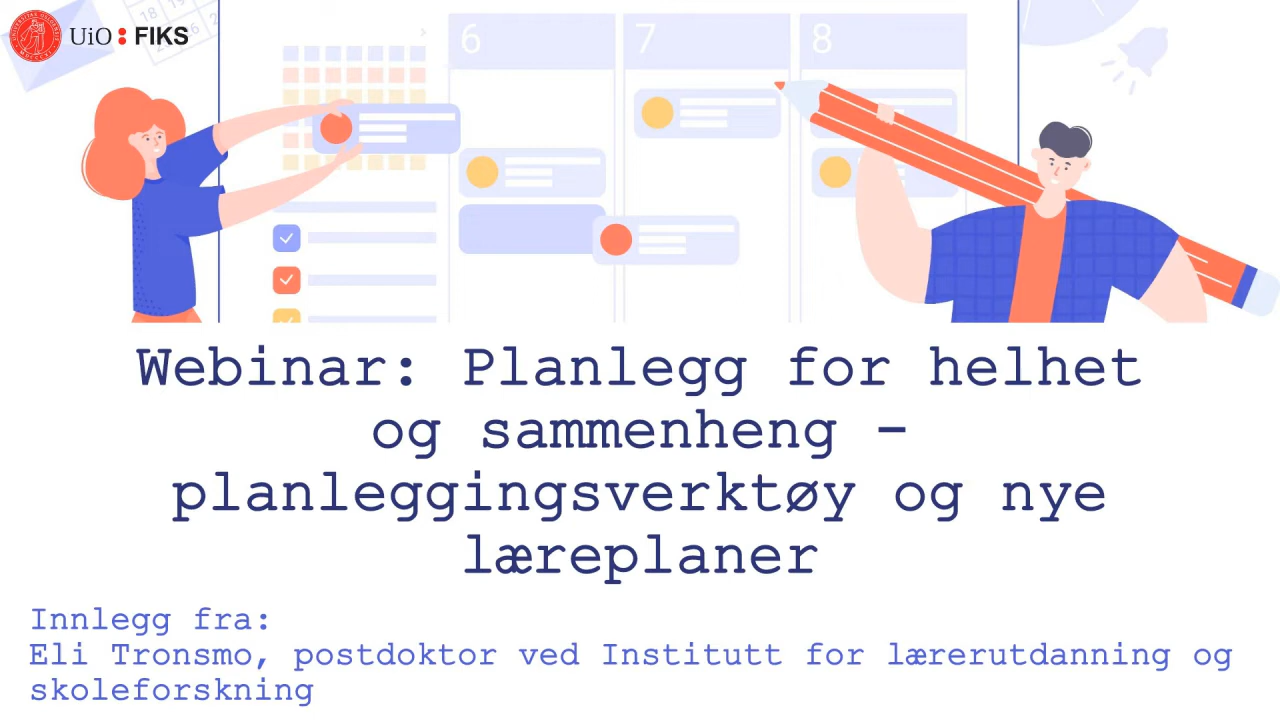 UiO : FIKS
6 7 8
Webinar: Planlegg for helhet
og sammenheng -
planleggingsverktøy og nye
læreplaner
Innlegg fra:
Eli Tronsmo, postdoktor ved Institutt for lærerutdanning og
skoleforskning